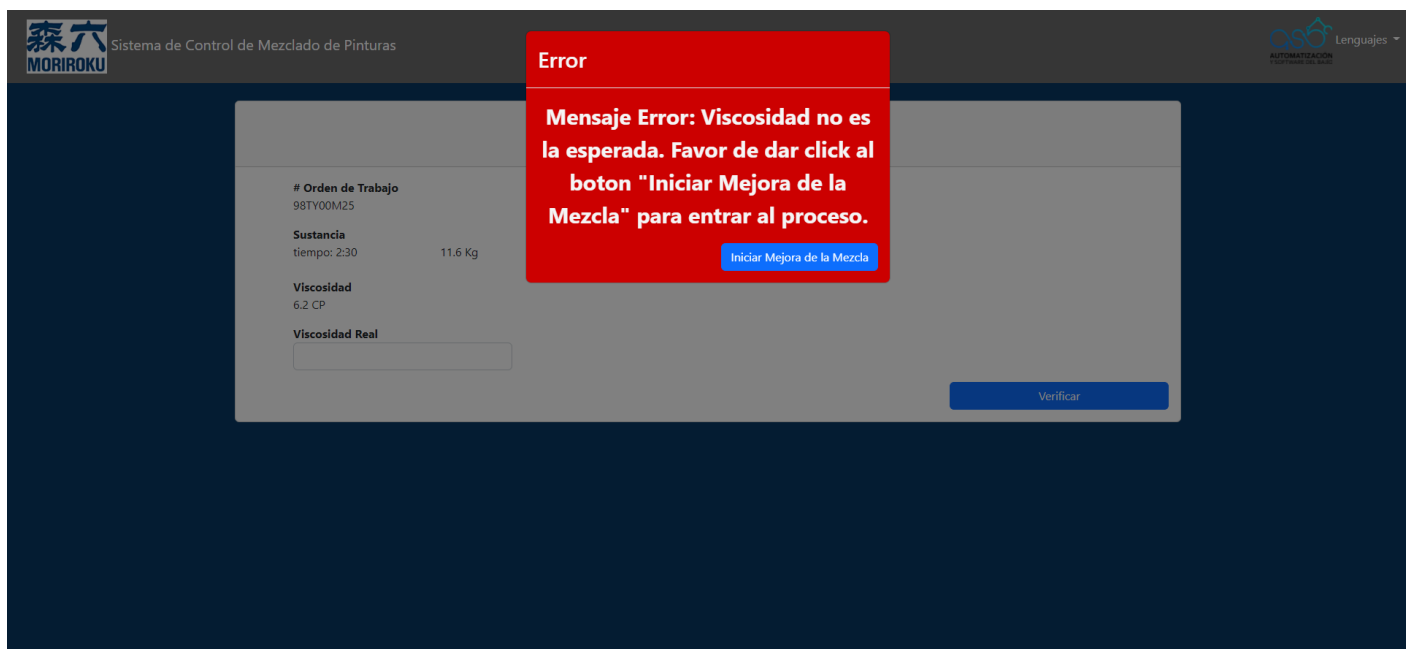 森六
MORIROKU
Sistema de Control de Mezclado de Pinturas
AUTOMATIZACIÓN
Y SOFTWARE DEL BAJÍO
Lenguajes
Error
Mensaje Error: Viscosidad no es
la esperada. Favor de dar click al
boton "Iniciar Mejora de la
Mezcla" para entrar al proceso.
Iniciar Mejora de la Mezcla
# Orden de Trabajo
98TY00M25
Sustancia
tiempo: 2:30 11.6 Kg
Viscosidad
6.2 CP
Viscosidad Real
Verificar